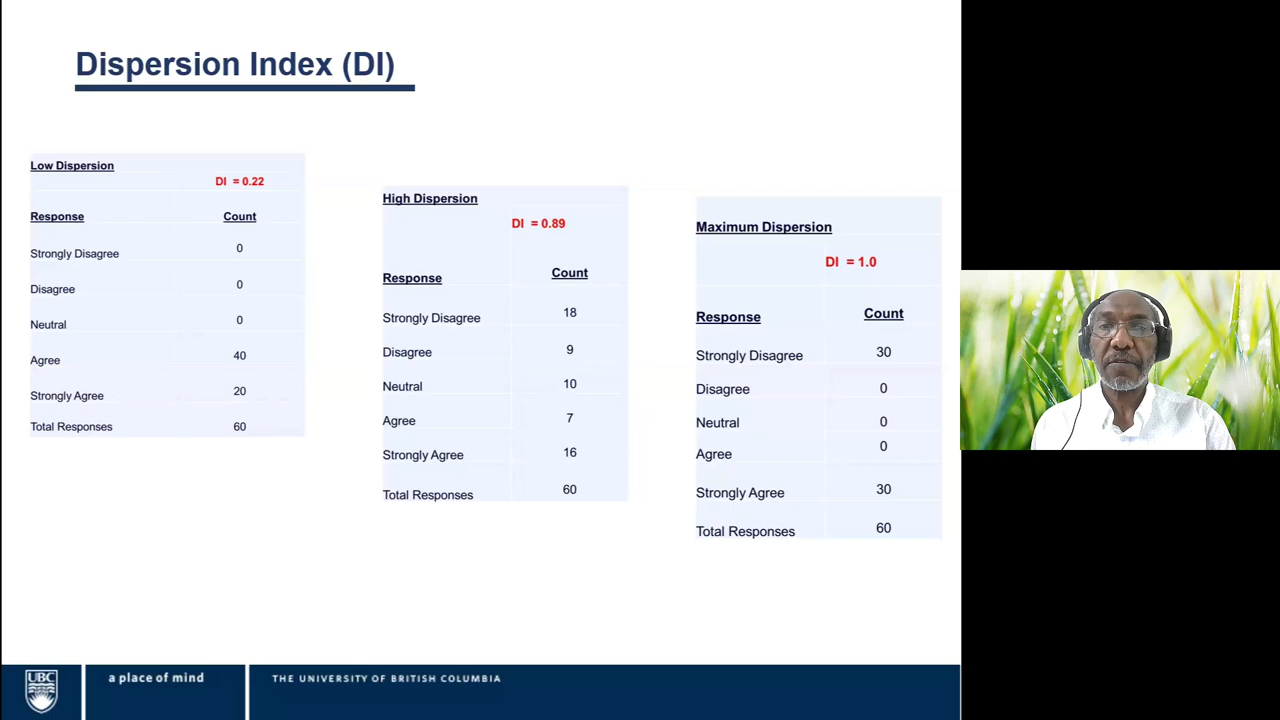 Dispersion Index (DI)
Low Dispersion
DI = 0.22
Response Count
Strongly Disagree 0
Disagree 0
Neutral 0
Agree 40
Strongly Agree 20
Total Responses 60
High Dispersion
DI = 0.89
Response Count
Strongly Disagree 18
Disagree 9
Neutral 10
Agree 7
Strongly Agree 16
Total Responses 60
Maximum Dispersion
DI = 1.0
Response Count
Strongly Disagree 30
Disagree 0
Neutral 0
Agree 0
Strongly Agree 30
Total Responses 60
UBC
a place of mind
THE UNIVERSITY OF BRITISH COLUMBIA